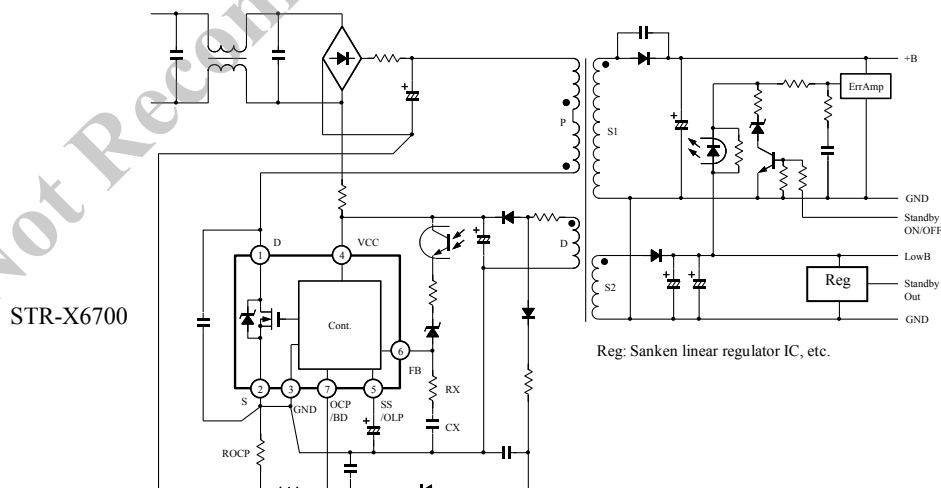 Not Recom
+B
ErrAmp
P
S1
GND
Standby
ON/OFF
D
VCC
D
1
4
LowB
S2
Reg
Standby
Out
STR-X6700
Cont.
6
FB
GND
Reg: Sanken linear regulator IC, etc.
2
3
7
5
S
GND
OCP
/BD
SS
/OLP
RX
CX
ROCP